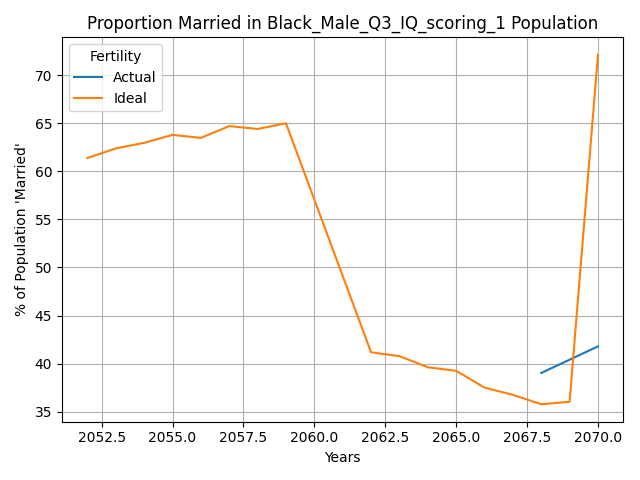 Proportion Married in Black_Male_Q3_IQ_scoring_1 Population
Fertility
Actual
Ideal
% of Population 'Married'
70
65
60
55
50
45
40
35
2052.5 2055.0 2057.5 2060.0 2062.5 2065.0 2067.5 2070.0
Years